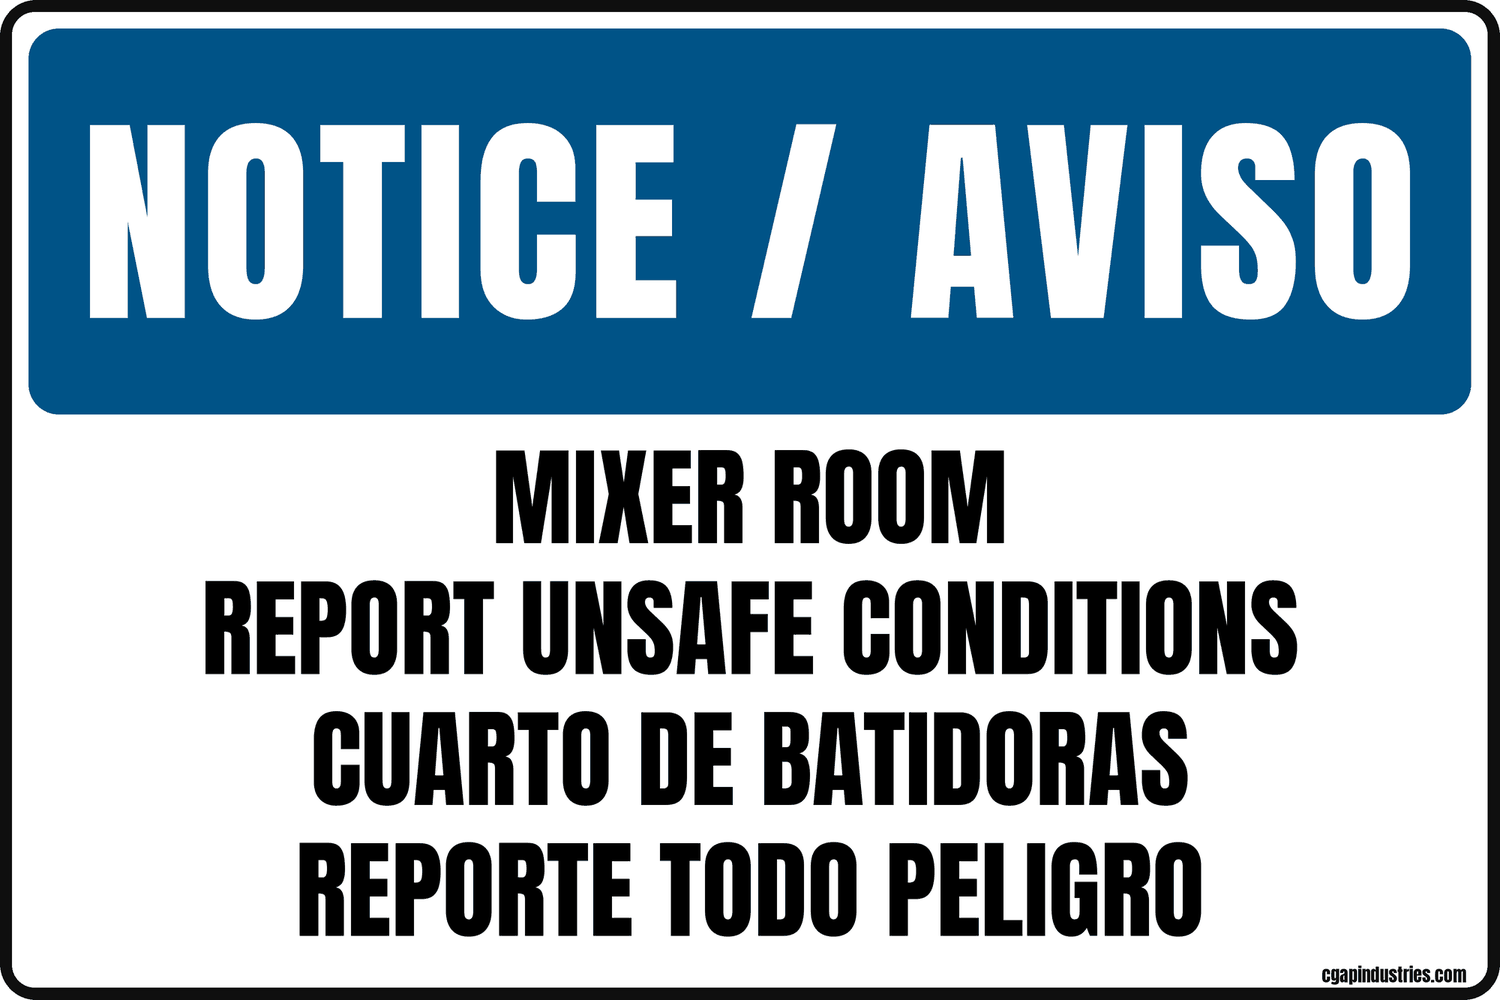 NOTICE / AVISO
MIXER ROOM
REPORT UNSAFE CONDITIONS
CUARTO DE BATIDORAS
REPORTE TODO PELIGRO
cgapindustries.com